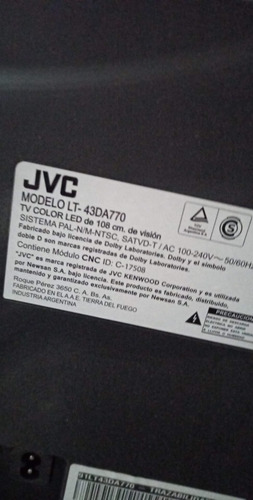 JVC
MODELO LT- 43DA770
TV COLOR LED de 108 cm. de visión
SISTEMA PAL-N/M-NTSC, SATVD-T / AC 100-240V~ 50/60Hz
Fabricado bajo licencia de Dolby Laboratories. Dolby y el símbolo
doble D son marcas registradas de Dolby Laboratories.
Contiene Módulo CNC ID: C-17508
"JVC" es marca registrada de JVC KENWOOD Corporation y es utilizada
por Newsan S.A. bajo licencia. Este producto es fabricado, distribuido,
mantenido y garantizado exclusivamente por Newsan S.A.
Roque Pérez 3650 C. A. Bs. As.
FABRICADO EN EL A.A.E. TIERRA DEL FUEGO
INDUSTRIA ARGENTINA
S
PRECAUCION
91LT43DA770